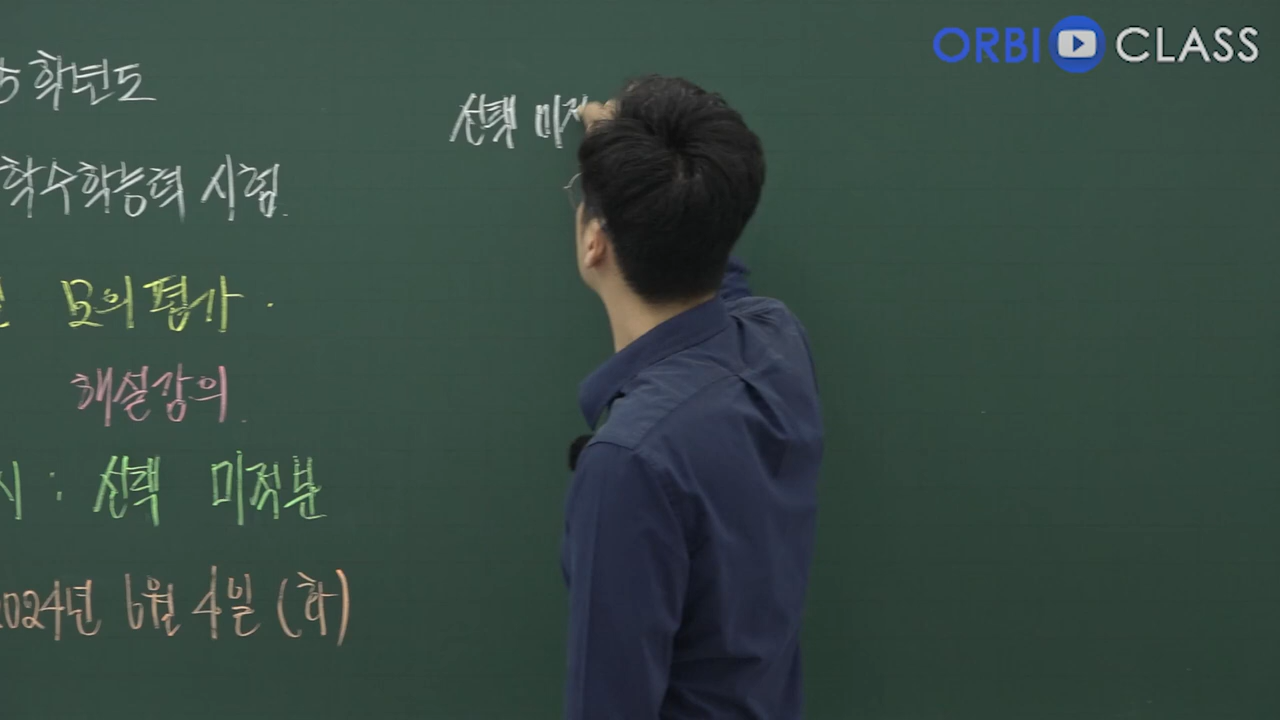 5학년도
학수학능력 시험.
모의평가.
해설강의.
시 : 선택 미적분
2024년 6월 4일 (화)
선택 미적
ORBI CLASS